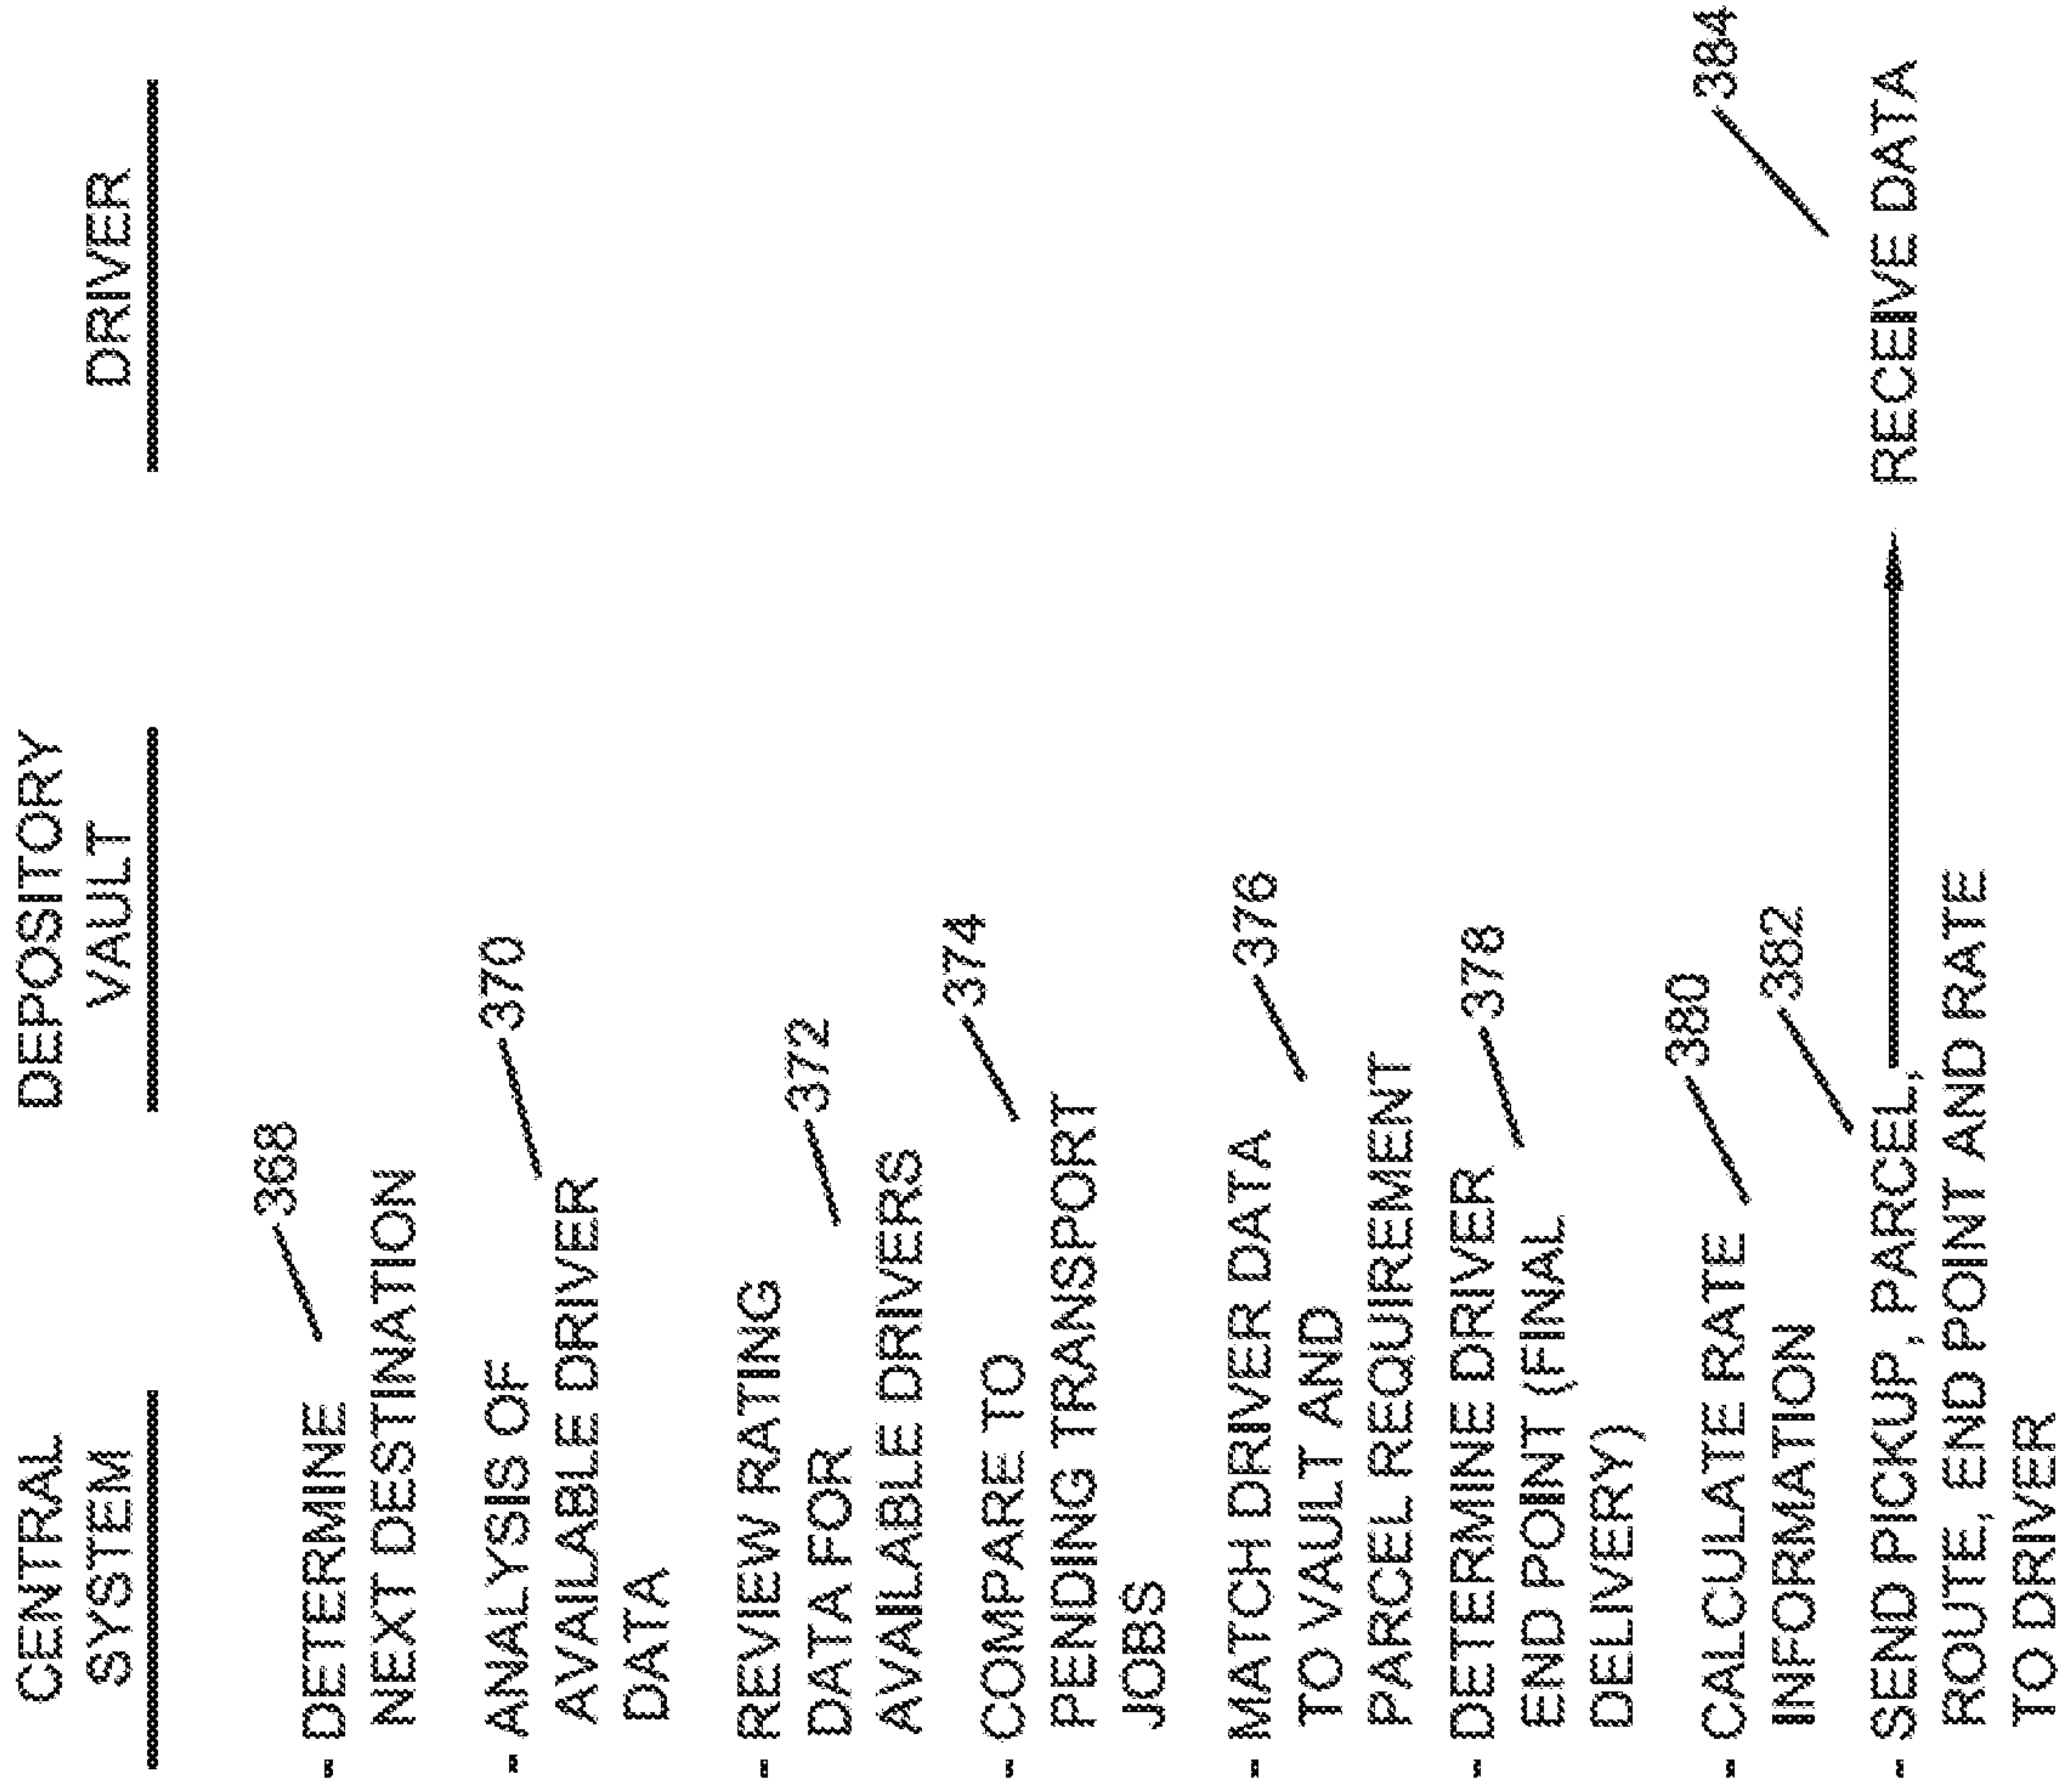 CENTRAL
SYSTEM
DEPOSITORY
VAULT
DRIVER
- DETERMINE
NEXT DESTINATION
368
- ANALYSIS OF
AVAILABLE DRIVER
DATA
370
- REVIEW RATING
DATA FOR
AVAILABLE DRIVERS
372
- COMPARE TO
PENDING TRANSPORT
JOBS
374
- MATCH DRIVER DATA
TO VAULT AND
PARCEL REQUIREMENT
376
- DETERMINE DRIVER
END POINT (FINAL
DELIVERY)
378
- CALCULATE RATE
INFORMATION
380
- SEND PICKUP, PARCEL,
ROUTE, END POINT AND RATE
TO DRIVER
382
RECEIVE DATA
384